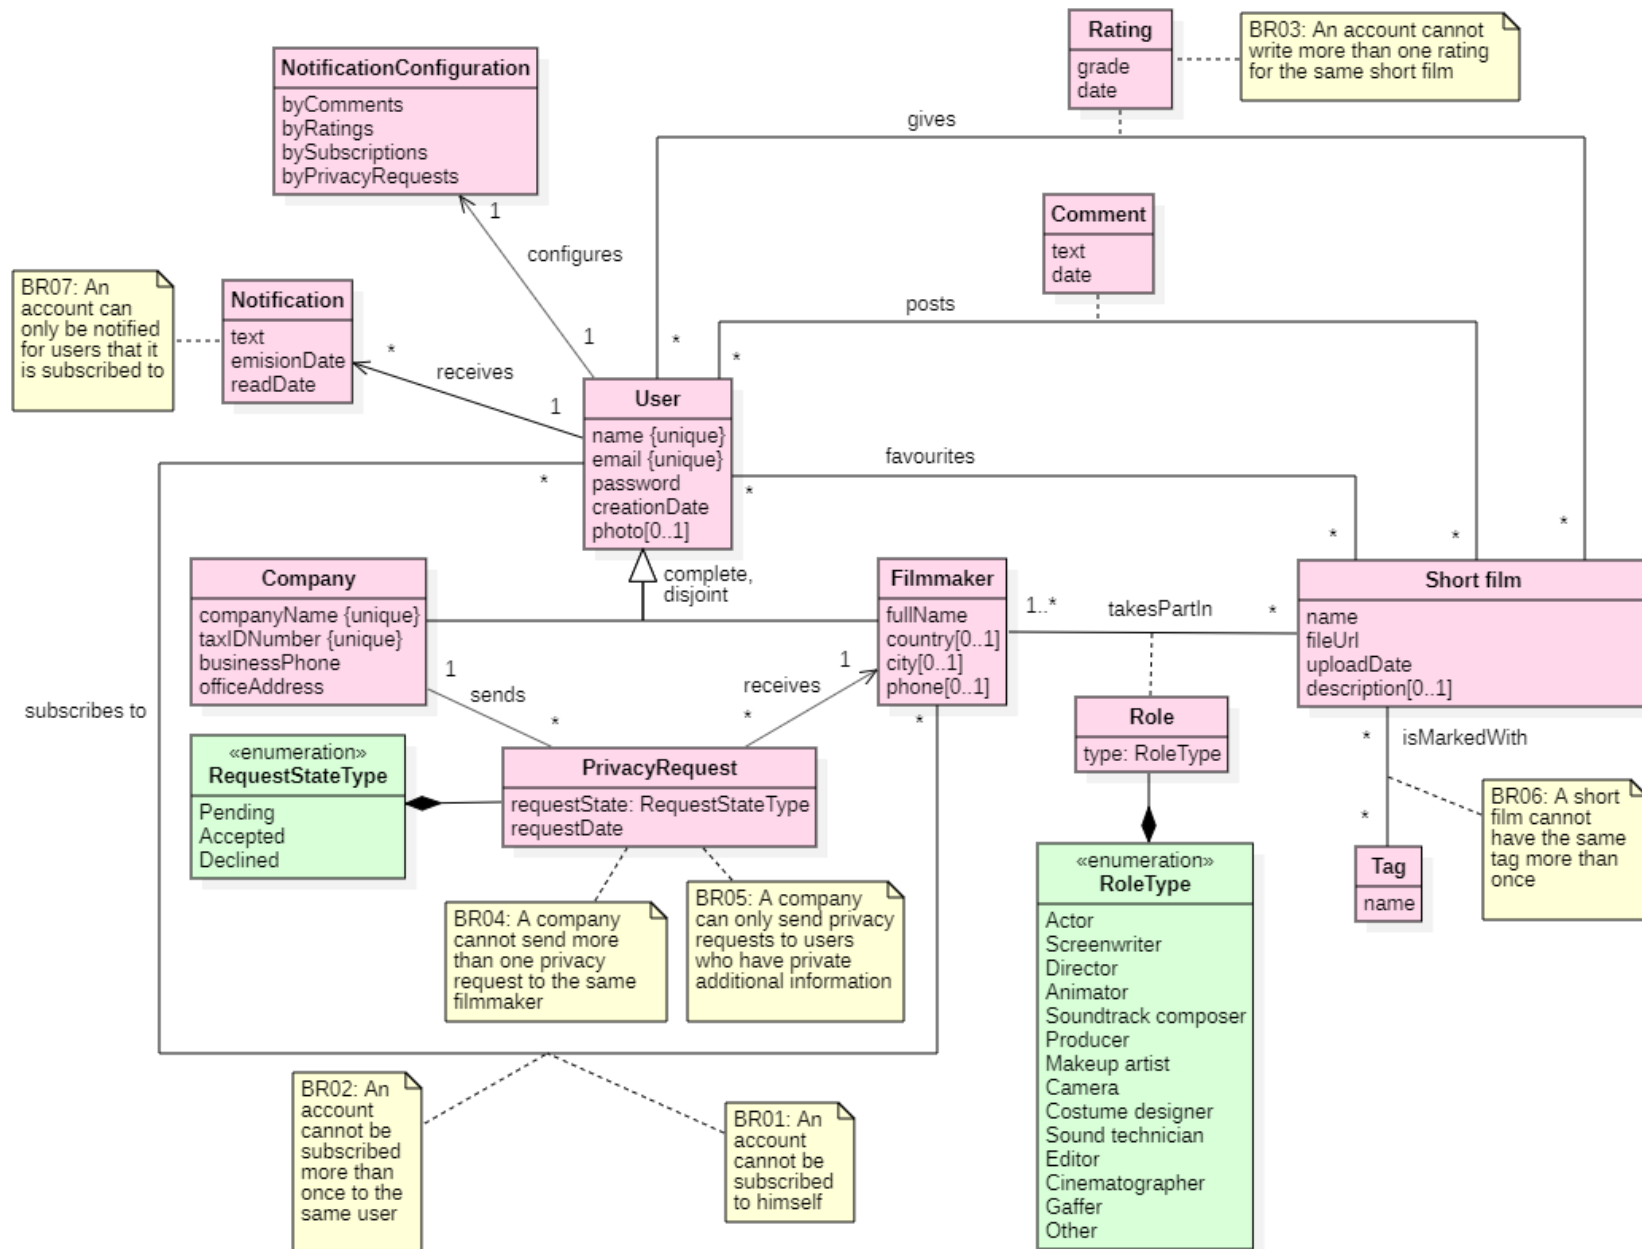 Rating
grade
date
BR03: An account cannot
write more than one rating
for the same short film
NotificationConfiguration
byComments
byRatings
bySubscriptions
byPrivacyRequests
gives
1
Comment
text
date
configures
posts
BR07: An
account can
only be notified
for users that it
is subscribed to
Notification
text
emisionDate
readDate
*
receives
1
1
*
*
User
name {unique}
email {unique}
password
creationDate
photo[0..1]
*
favourites
*
*
*
*
complete,
disjoint
Company
companyName {unique}
taxIDNumber {unique}
businessPhone
officeAddress
Filmmaker
fullName
country[0..1]
city[0..1]
phone[0..1]
1..*
takesPartIn
*
Short film
name
fileUrl
uploadDate
description[0..1]
subscribes to
1
sends
*
receives
1
*
*
Role
type: RoleType
*
isMarkedWith
*
«enumeration»
RequestStateType
Pending
Accepted
Declined
PrivacyRequest
requestState: RequestStateType
requestDate
BR06: A short
film cannot
have the same
tag more than
once
Tag
name
BR04: A company
cannot send more
than one privacy
request to the same
filmmaker
BR05: A company
can only send privacy
requests to users
who have private
additional information
«enumeration»
RoleType
Actor
Screenwriter
Director
Animator
Soundtrack composer
Producer
Makeup artist
Camera
Costume designer
Sound technician
Editor
Cinematographer
Gaffer
Other
BR02: An
account
cannot be
subscribed
more than
once to the
same user
BR01: An
account
cannot be
subscribed
to himself